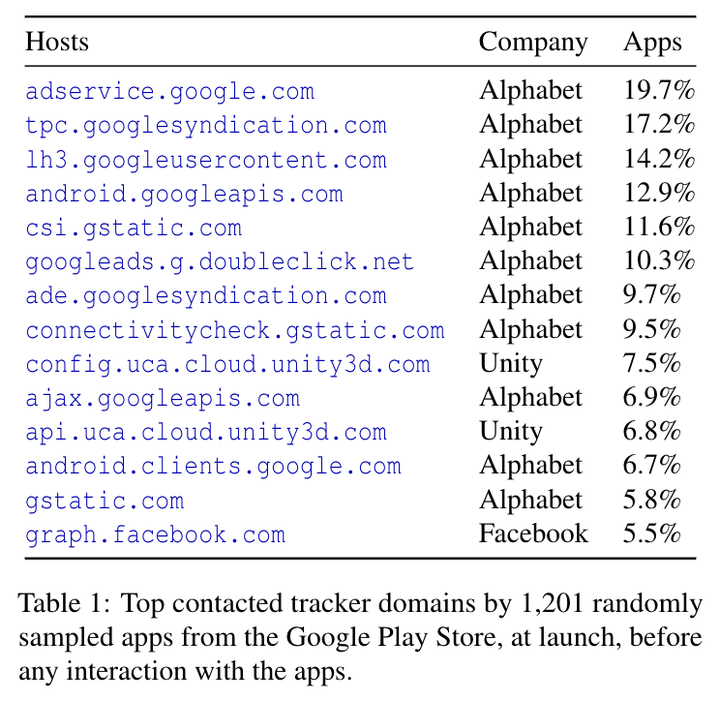 Hosts Company Apps
adservice.google.com Alphabet 19.7%
tpc.googlesyndication.com Alphabet 17.2%
lh3.googleusercontent.com Alphabet 14.2%
android.googleapis.com Alphabet 12.9%
csi.gstatic.com Alphabet 11.6%
googleads.g.doubleclick.net Alphabet 10.3%
ade.googlesyndication.com Alphabet 9.7%
connectivitycheck.gstatic.com Alphabet 9.5%
config.uca.cloud.unity3d.com Unity 7.5%
ajax.googleapis.com Alphabet 6.9%
api.uca.cloud.unity3d.com Unity 6.8%
android.clients.google.com Alphabet 6.7%
gstatic.com Alphabet 5.8%
graph.facebook.com Facebook 5.5%
Table 1: Top contacted tracker domains by 1,201 randomly
sampled apps from the Google Play Store, at launch, before
any interaction with the apps.